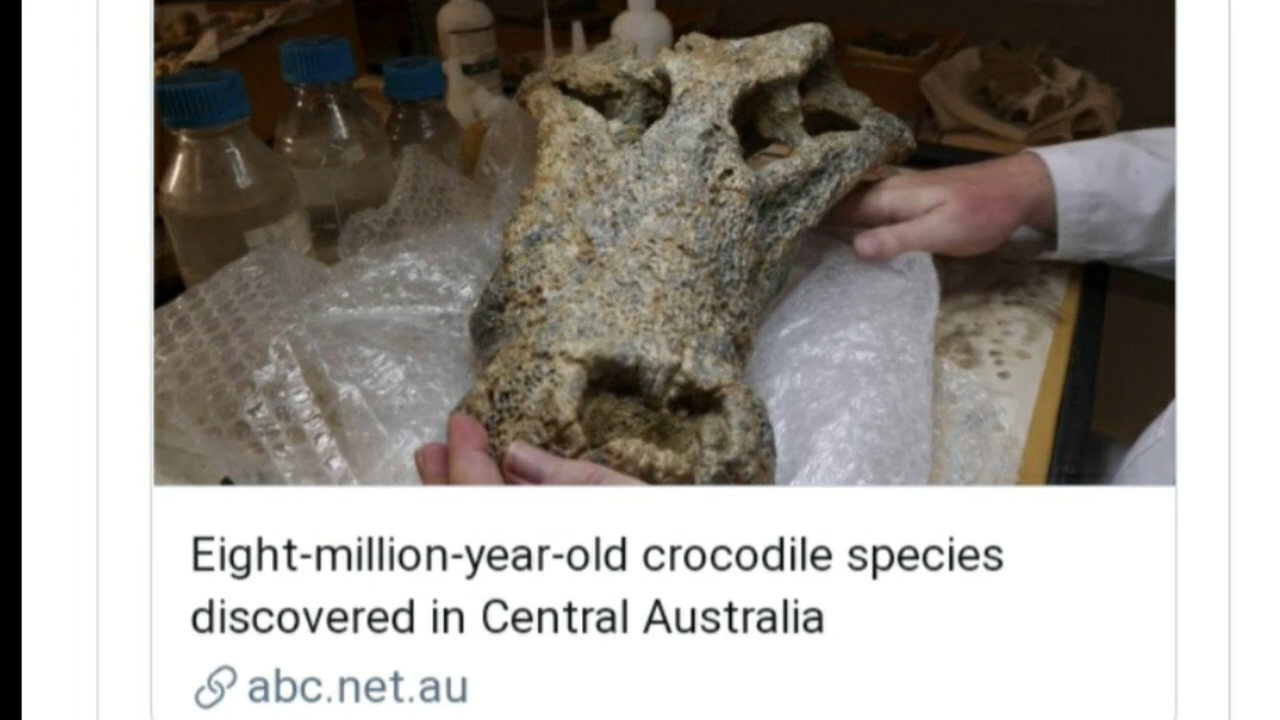 Eight-million-year-old crocodile species
discovered in Central Australia
abc.net.au